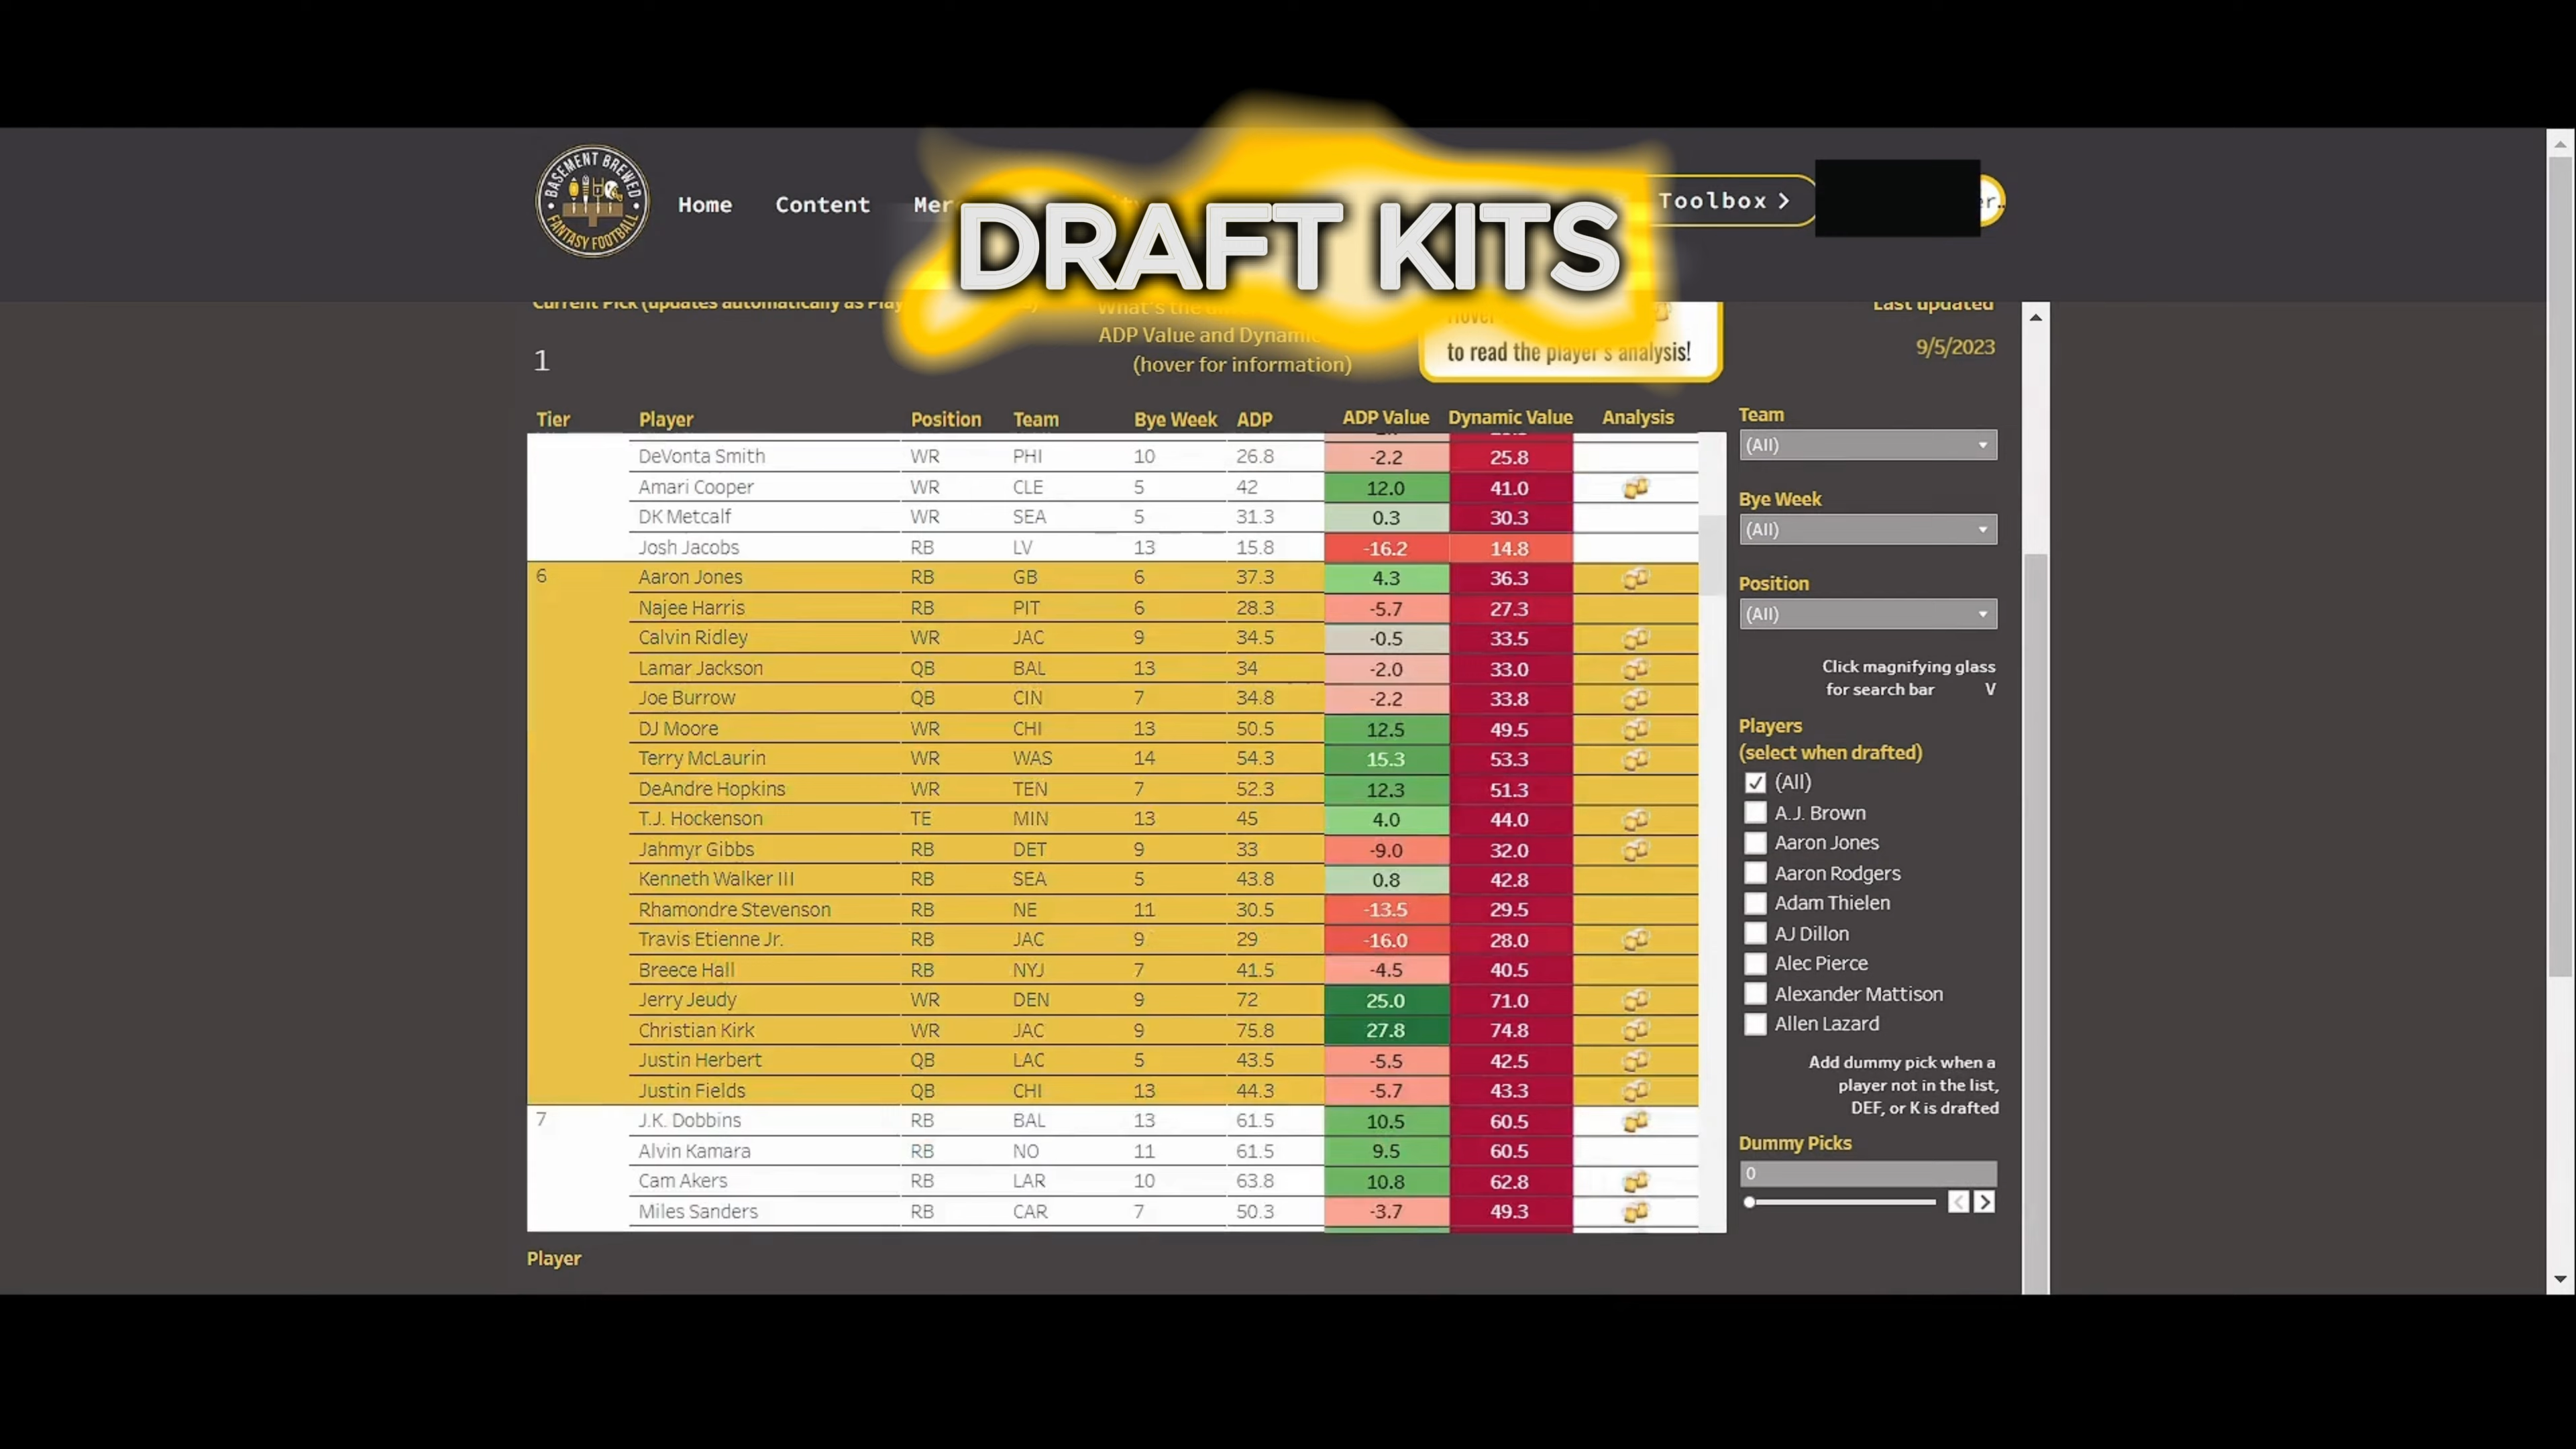 BASEMENT BREWED
FANTASY FOOTBALL
Home Content Mer
DRAFT KITS
Toolbox >
er..
Current Pick (updates automatically as Play
1
What's the
ADP Value and Dynamic
(hover for information)
Hover
to read the player's analysis!
Last updated
9/5/2023
Tier Player Position Team Bye Week ADP ADP Value Dynamic Value Analysis
DeVonta Smith WR PHI 10 26.8 -2.2 25.8
Amari Cooper WR CLE 5 42 12.0 41.0
DK Metcalf WR SEA 5 31.3 0.3 30.3
Josh Jacobs RB LV 13 15.8 -16.2 14.8
6 Aaron Jones RB GB 6 37.3 4.3 36.3
Najee Harris RB PIT 6 28.3 -5.7 27.3
Calvin Ridley WR JAC 9 34.5 -0.5 33.5
Lamar Jackson QB BAL 13 34 -2.0 33.0
Joe Burrow QB CIN 7 34.8 -2.2 33.8
DJ Moore WR CHI 13 50.5 12.5 49.5
Terry McLaurin WR WAS 14 54.3 15.3 53.3
DeAndre Hopkins WR TEN 7 52.3 12.3 51.3
T.J. Hockenson TE MIN 13 45 4.0 44.0
Jahmyr Gibbs RB DET 9 33 -9.0 32.0
Kenneth Walker III RB SEA 5 43.8 0.8 42.8
Rhamondre Stevenson RB NE 11 30.5 -13.5 29.5
Travis Etienne Jr. RB JAC 9 29 -16.0 28.0
Breece Hall RB NYJ 7 41.5 -4.5 40.5
Jerry Jeudy WR DEN 9 72 25.0 71.0
Christian Kirk WR JAC 9 75.8 27.8 74.8
Justin Herbert QB LAC 5 43.5 -5.5 42.5
Justin Fields QB CHI 13 44.3 -5.7 43.3
7 J.K. Dobbins RB BAL 13 61.5 10.5 60.5
Alvin Kamara RB NO 11 61.5 9.5 60.5
Cam Akers RB LAR 10 63.8 10.8 62.8
Miles Sanders RB CAR 7 50.3 -3.7 49.3
Player
Team
(All)
Bye Week
(All)
Position
(All)
Click magnifying glass
for search bar V
Players
(select when drafted)
(All)
A.J. Brown
Aaron Jones
Aaron Rodgers
Adam Thielen
AJ Dillon
Alec Pierce
Alexander Mattison
Allen Lazard
Add dummy pick when a
player not in the list,
DEF, or K is drafted
Dummy Picks
0